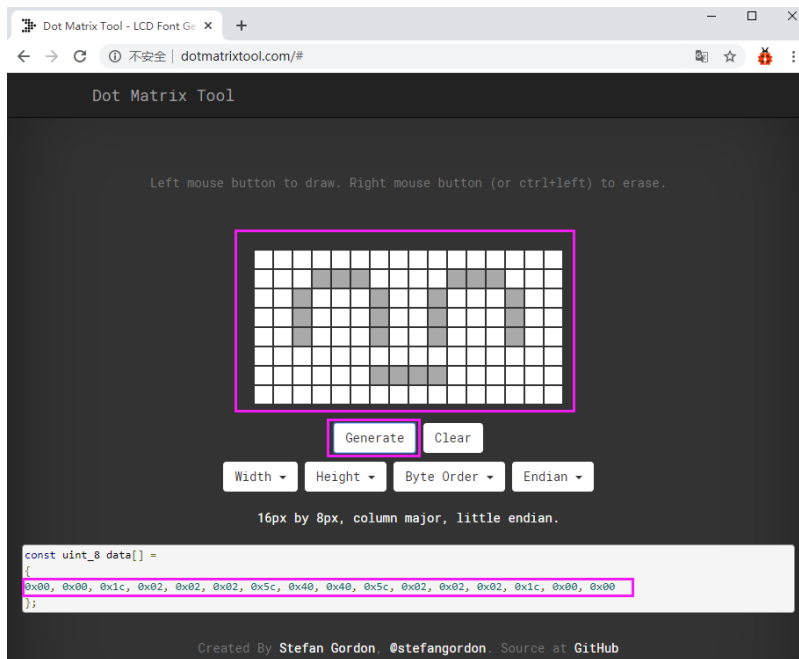 Dot Matrix Tool - LCD Font Ge
不安全 | dotmatrixtool.com/#
Dot Matrix Tool
Left mouse button to draw. Right mouse button (or ctrl+left) to erase.
Generate Clear
Width Height Byte Order Endian
16px by 8px, column major, little endian.
const uint_8 data[] =
{
0x00, 0x00, 0x1c, 0x02, 0x02, 0x02, 0x5c, 0x40, 0x40, 0x5c, 0x02, 0x02, 0x02, 0x1c, 0x00, 0x00
};
Created By Stefan Gordon, @stefangordon. Source at GitHub